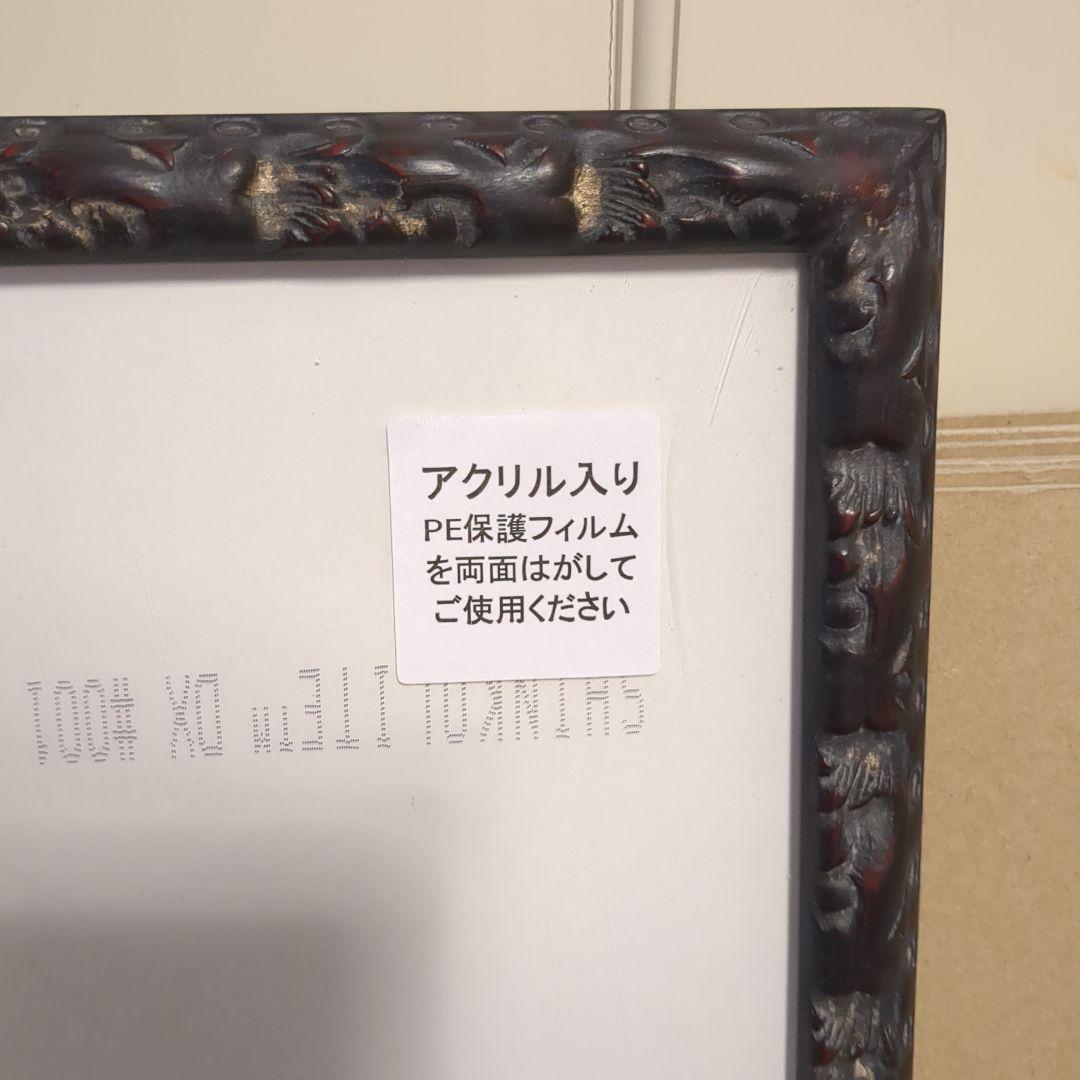 アクリル入り
PE保護フィルム
を両面はがして
ご使用ください